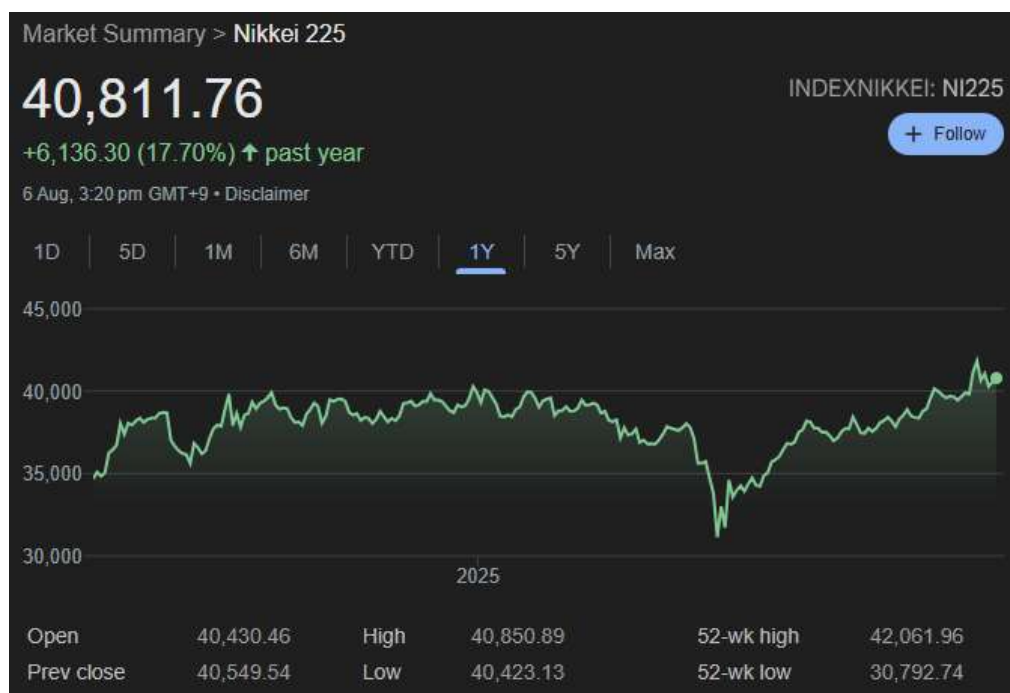 Market Summary > Nikkei 225
40,811.76
INDEXNIKKEI: NI225
+ Follow
+6,136.30 (17.70%) ↑ past year
6 Aug, 3:20 pm GMT+9 • Disclaimer
1D 5D 1M 6M YTD 1Y 5Y Max
45,000
40,000
35,000
30,000
2025
Open 40,430.46 High 40,850.89 52-wk high 42,061.96
Prev close 40,549.54 Low 40,423.13 52-wk low 30,792.74